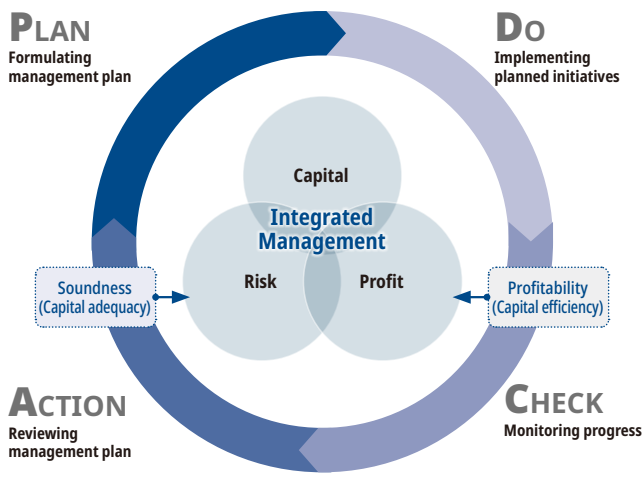 PLAN
Formulating
management plan
DO
Implementing
planned initiatives
Capital
Integrated
Management
Risk
Profit
Soundness
(Capital adequacy)
Profitability
(Capital efficiency)
ACTION
Reviewing
management plan
CHECK
Monitoring progress